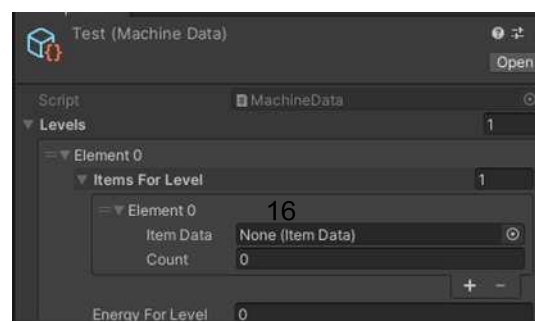 Test (Machine Data)
Open
Script MachineData
Levels 1
Element 0
Items For Level 1
Element 0 16
Item Data None (Item Data)
Count 0
+ -
Energy For Level 0